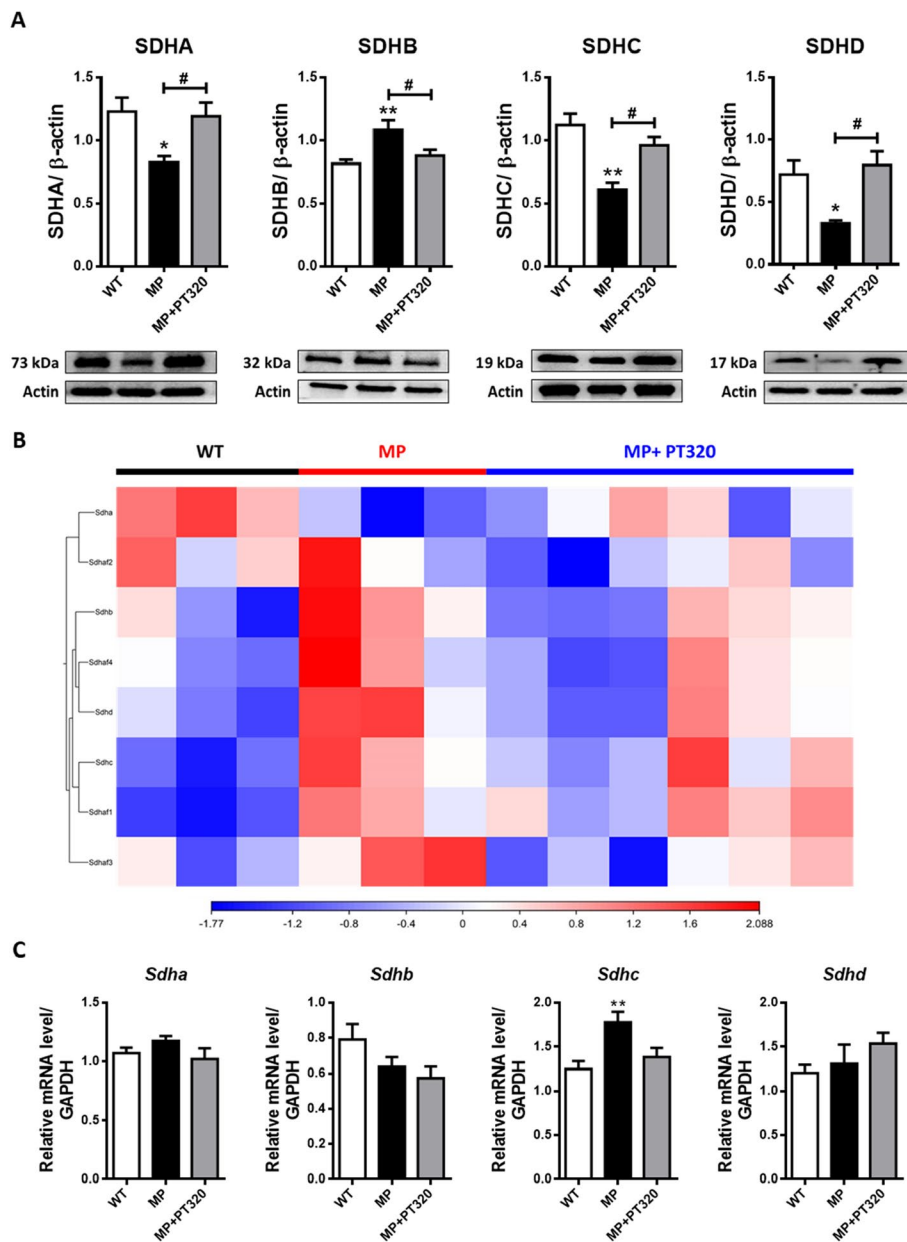 A
SDHA
SDHB
SDHC
SDHD
SDHA/ β-actin
1.5
1.0
0.5
0.0
*
#
WT
MP
MP+PT320
SDHB/ β-actin
1.5
1.0
0.5
0.0
**
#
WT
MP
MP+PT320
SDHC/ β-actin
1.5
1.0
0.5
0.0
**
#
WT
MP
MP+PT320
SDHD/ β-actin
1.5
1.0
0.5
0.0
*
#
WT
MP
MP+PT320
73 kDa
Actin
32 kDa
Actin
19 kDa
Actin
17 kDa
Actin
B
WT
MP
MP+ PT320
Sdha
Sdhaf2
Sdhb
Sdhaf4
Sdhd
Sdhc
Sdhaf1
Sdhaf3
-1.77 -1.2 -0.8 -0.4 0 0.4 0.8 1.2 1.6 2.088
C
Sdha
Sdhb
Sdhc
Sdhd
Relative mRNA level/
GAPDH
1.5
1.0
0.5
0.0
WT
MP
MP+PT320
Relative mRNA level/
GAPDH
1.0
0.8
0.6
0.4
0.2
0.0
WT
MP
MP+PT320
Relative mRNA level/
GAPDH
2.0
1.5
1.0
0.5
0.0
**
WT
MP
MP+PT320
Relative mRNA level/
GAPDH
2.0
1.5
1.0
0.5
0.0
WT
MP
MP+PT320